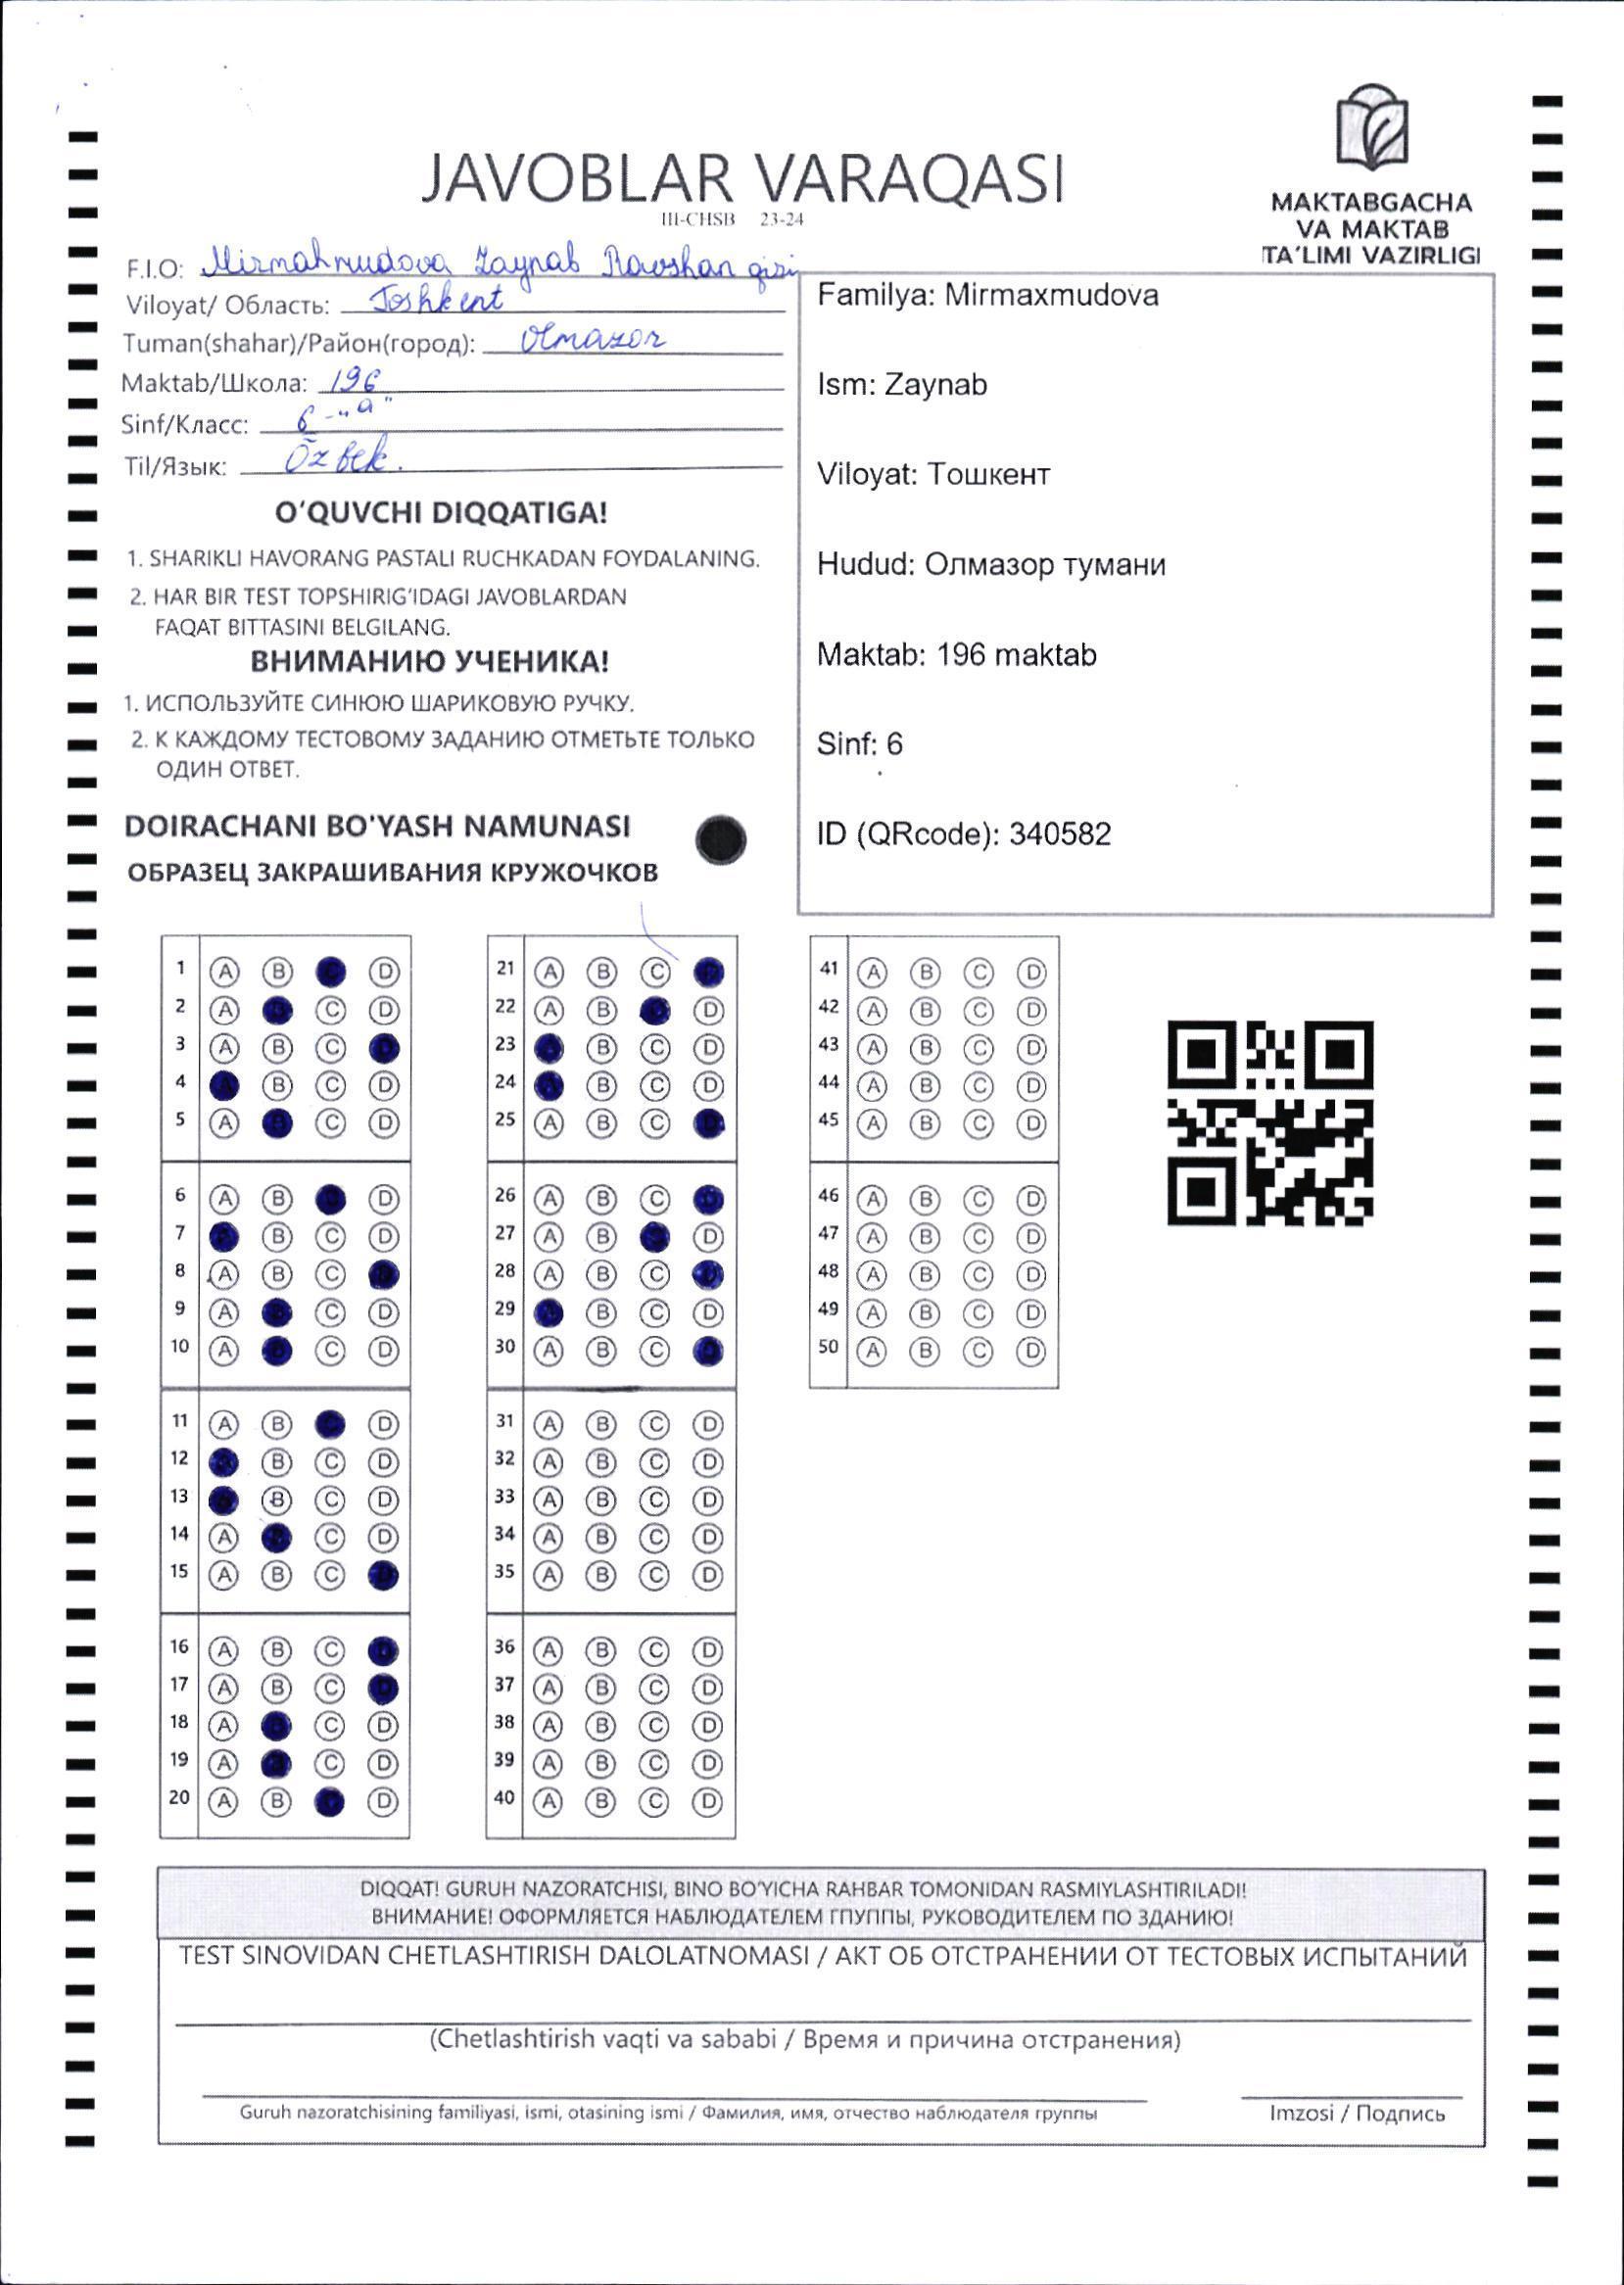 JAVOBLAR VARAQASI
III-CHSB 23-24
MAKTABGACHA
VA MAKTAB
TA'LIMI VAZIRLIGI
F.I.O: Mirmahmudova Zaynab Ravshan qizi
Viloyat/ Область: Toshkent
Tuman(shahar)/Район(город): Olmazor
Maktab/Школа: 196
Sinf/Класс: 6-"a"
Til/Язык: Õzbek.
O'QUVCHI DIQQATIGA!
1. SHARIKLI HAVORANG PASTALI RUCHKADAN FOYDALANING.
2. HAR BIR TEST TOPSHIRIG'IDAGI JAVOBLARDAN
FAQAT BITTASINI BELGILANG.
ВНИМАНИЮ УЧЕНИКА!
1. ИСПОЛЬЗУЙТЕ СИНЮЮ ШАРИКОВУЮ РУЧКУ.
2. К КАЖДОМУ ТЕСТОВОМУ ЗАДАНИЮ ОТМЕТЬТЕ ТОЛЬКО
ОДИН ОТВЕТ.
DOIRACHANI BO'YASH NAMUNASI
ОБРАЗЕЦ ЗАКРАШИВАНИЯ КРУЖОЧКОВ
Familya: Mirmaxmudova
Ism: Zaynab
Viloyat: Тошкент
Hudud: Олмазор тумани
Maktab: 196 maktab
Sinf: 6
ID (QRcode): 340582
1 A B C D
2 A B C D
3 A B C D
4 A B C D
5 A B C D
6 A B C D
7 A B C D
8 A B C D
9 A B C D
10 A B C D
11 A B C D
12 A B C D
13 A B C D
14 A B C D
15 A B C D
16 A B C D
17 A B C D
18 A B C D
19 A B C D
20 A B C D
21 A B C D
22 A B C D
23 A B C D
24 A B C D
25 A B C D
26 A B C D
27 A B C D
28 A B C D
29 A B C D
30 A B C D
31 A B C D
32 A B C D
33 A B C D
34 A B C D
35 A B C D
36 A B C D
37 A B C D
38 A B C D
39 A B C D
40 A B C D
41 A B C D
42 A B C D
43 A B C D
44 A B C D
45 A B C D
46 A B C D
47 A B C D
48 A B C D
49 A B C D
50 A B C D
DIQQAT! GURUH NAZORATCHISI, BINO BO'YICHA RAHBAR TOMONIDAN RASMIYLASHTIRILADI!
ВНИМАНИЕ! ОФОРМЛЯЕТСЯ НАБЛЮДАТЕЛЕМ ГПУППЫ, РУКОВОДИТЕЛЕМ ПО ЗДАНИЮ!
TEST SINOVIDAN CHETLASHTIRISH DALOLATNOMASI / АКТ ОБ ОТСТРАНЕНИИ ОТ ТЕСТОВЫХ ИСПЫТАНИЙ
(Chetlashtirish vaqti va sababi / Время и причина отстранения)
Guruh nazoratchisining familiyasi, ismi, otasining ismi / Фамилия, имя, отчество наблюдателя группы
Imzosi / Подпись